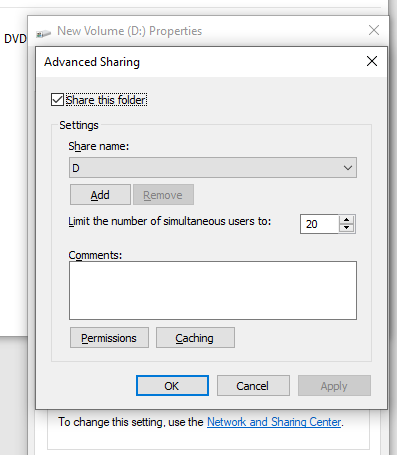 DVD
New Volume (D:) Properties
Advanced Sharing
Share this folder
Settings
Share name:
D
Add Remove
Limit the number of simultaneous users to: 20
Comments:
Permissions Caching
OK Cancel Apply
To change this setting, use the Network and Sharing Center.